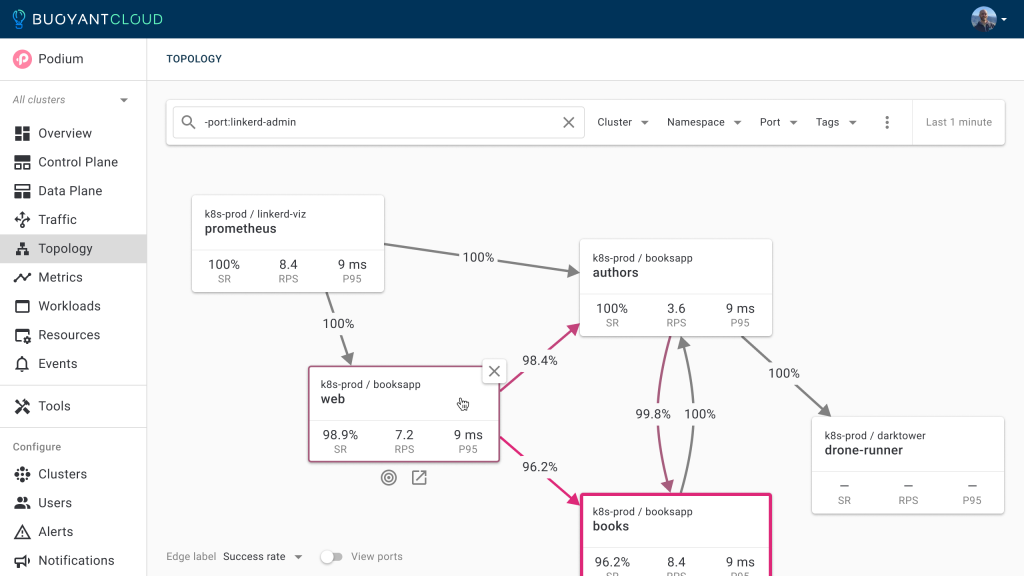 BUOYANTCLOUD
Podium
TOPOLOGY
All clusters
Overview
Control Plane
Data Plane
Traffic
Topology
Metrics
Workloads
Resources
Events
Tools
Configure
Clusters
Users
Alerts
Notifications
-port:linkerd-admin
Cluster
Namespace
Port
Tags
Last 1 minute
k8s-prod / linkerd-viz
prometheus
100% 8.4 9 ms
SR RPS P95
100%
100%
k8s-prod / booksapp
authors
100% 3.6 9 ms
SR RPS P95
k8s-prod / booksapp
web
98.9% 7.2 9 ms
SR RPS P95
98.4%
96.2%
99.8%
100%
100%
k8s-prod / darktower
drone-runner
– – –
SR RPS P95
k8s-prod / booksapp
books
96.2% 8.4 9 ms
SR RPS P95
Edge label Success rate
View ports